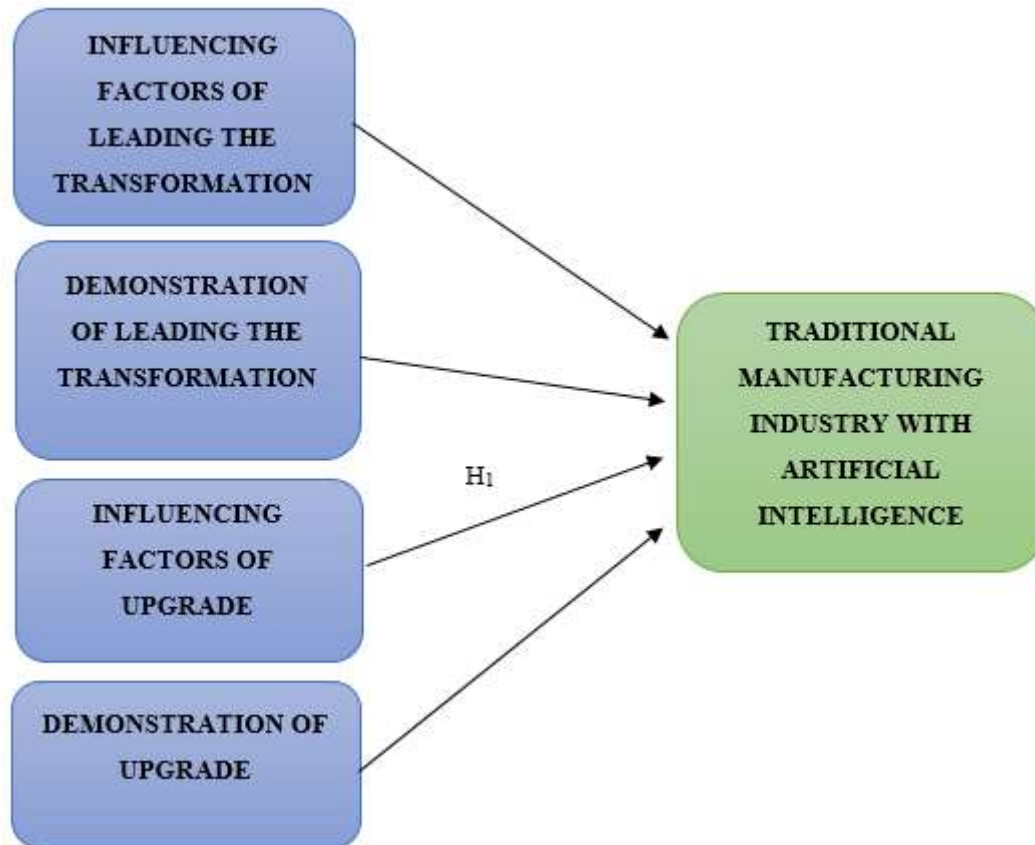 INFLUENCING
FACTORS OF
LEADING THE
TRANSFORMATION
DEMONSTRATION
OF LEADING THE
TRANSFORMATION
INFLUENCING
FACTORS OF
UPGRADE
DEMONSTRATION OF
UPGRADE
H₁
TRADITIONAL
MANUFACTURING
INDUSTRY WITH
ARTIFICIAL
INTELLIGENCE